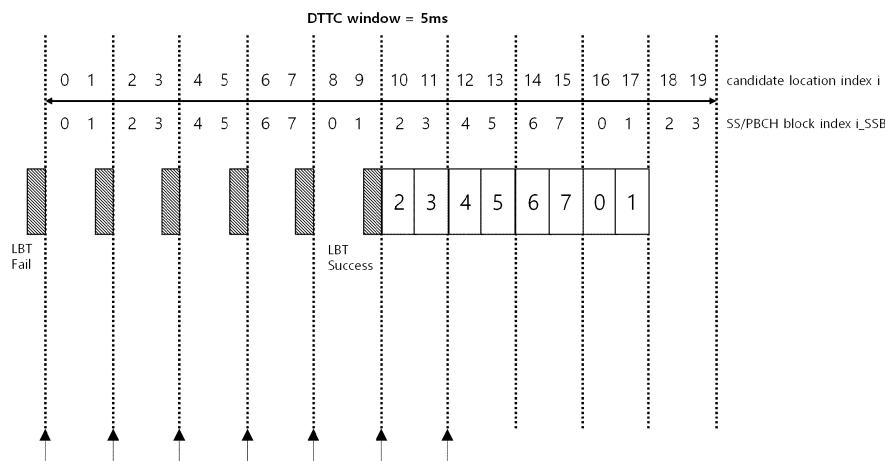 DTTC window = 5ms
0 1 2 3 4 5 6 7 8 9 10 11 12 13 14 15 16 17 18 19 candidate location index i
0 1 2 3 4 5 6 7 0 1 2 3 4 5 6 7 0 1 2 3 SS/PBCH block index i_SSB
2 3 4 5 6 7 0 1
LBT
Fail
LBT
Success